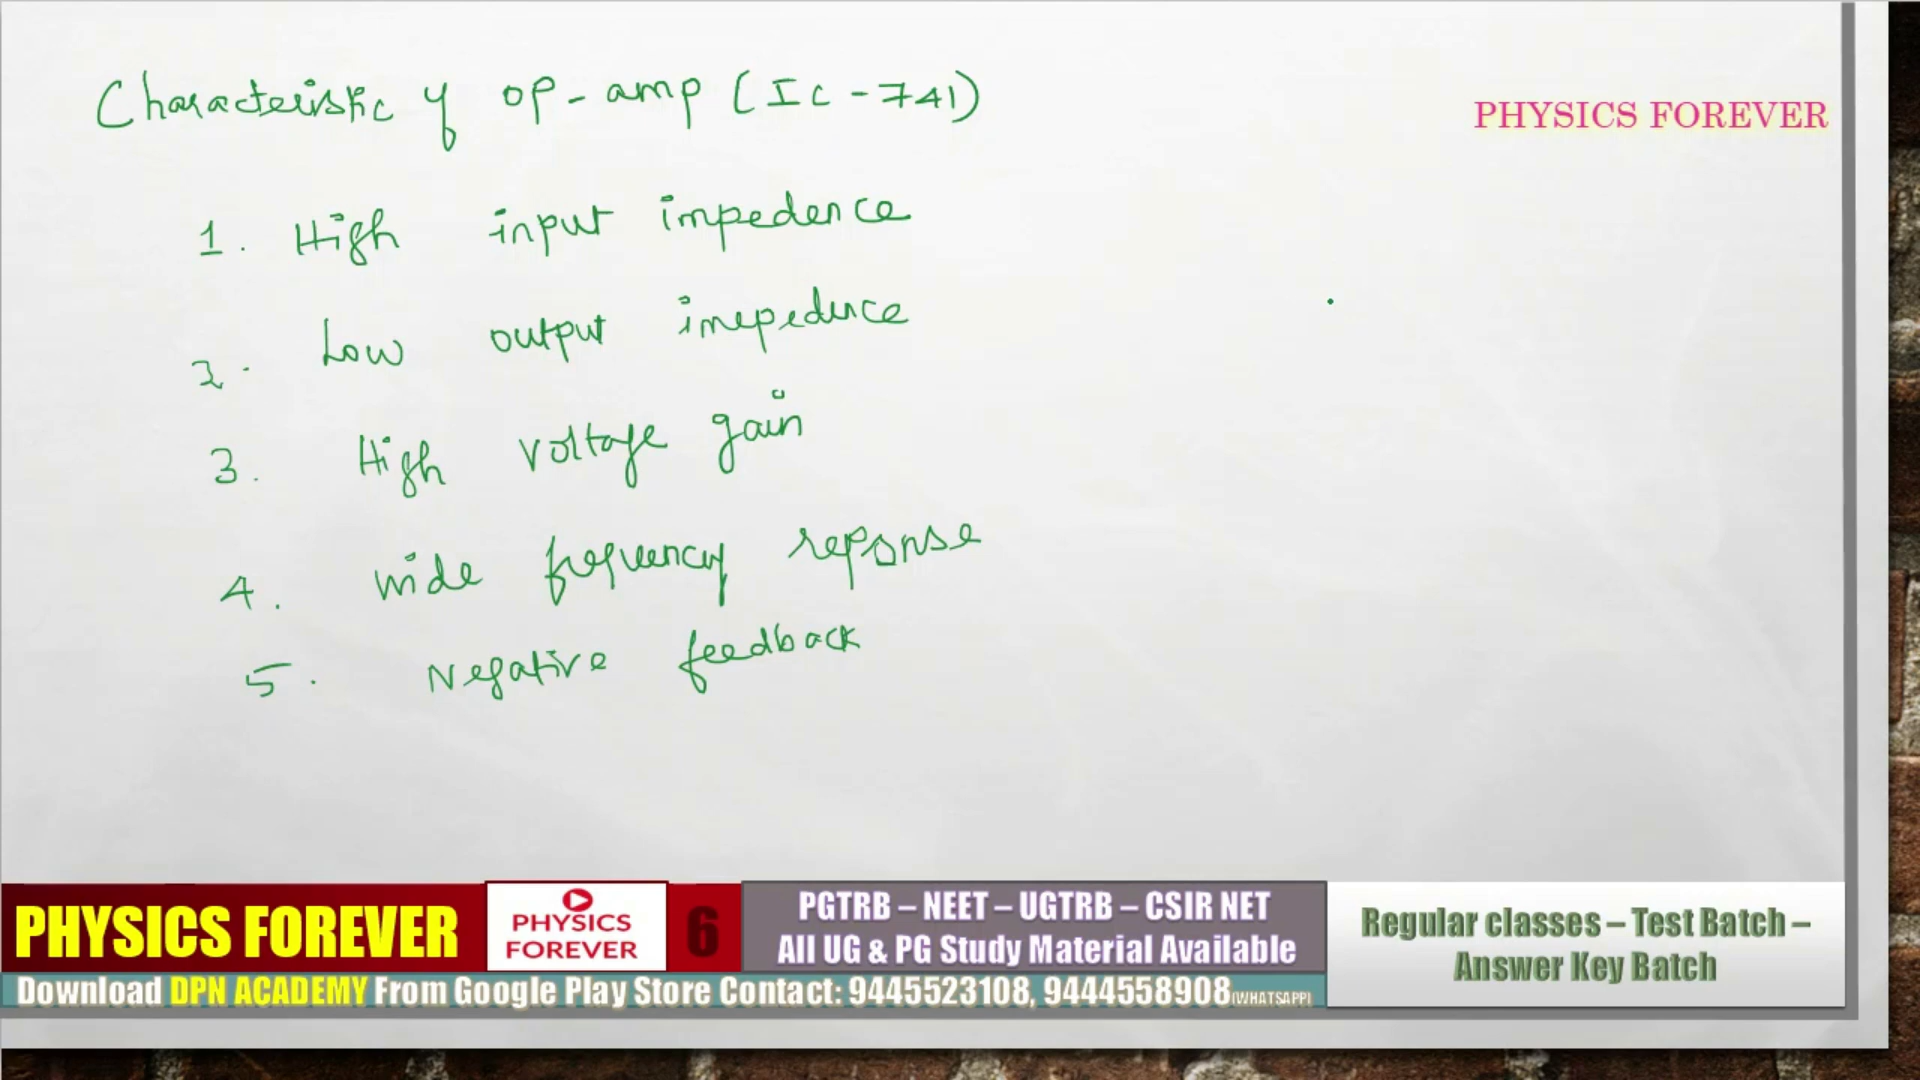 Characteristic of op-amp (Ic-741)
PHYSICS FOREVER
1. High input impedence
2. Low output imepedence
3. High voltage gain
4. wide frequency reponse
5. Negative feedback
PHYSICS FOREVER
PHYSICS
FOREVER
6
PGTRB – NEET – UGTRB – CSIR NET
All UG & PG Study Material Available
Regular classes – Test Batch –
Answer Key Batch
Download DPN ACADEMY From Google Play Store Contact: 9445523108, 9444558908(WHATSAPP)